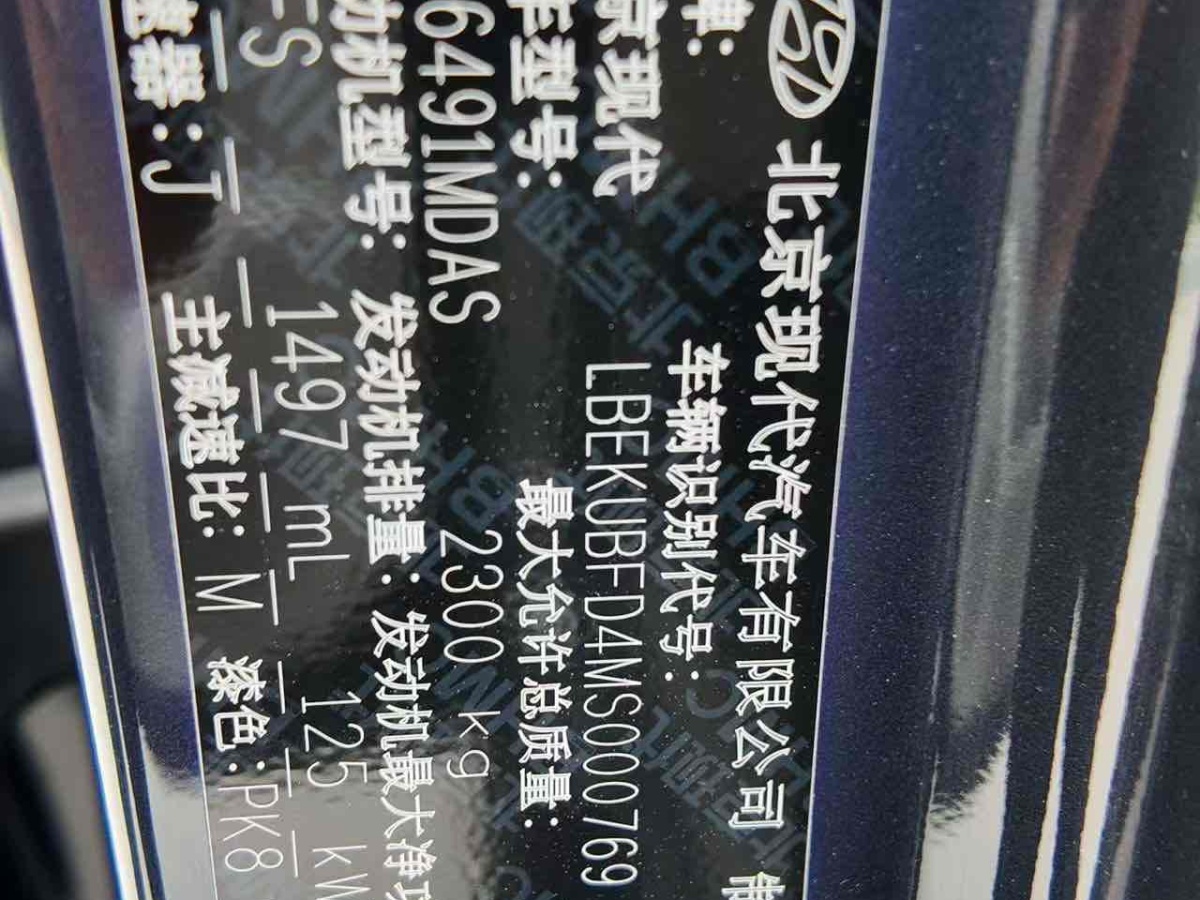 北京现代汽车有限公司
牌:
车辆识别代号:
京现代
LBEKUBFD4MS000769
车型号:
最大允许总质量:
6491MDAS
2300 kg
动机型号:
发动机排量:
发动机最大净功
FS
1497 mL
125 kW
速器: J
主减速比: M
漆色: PK8